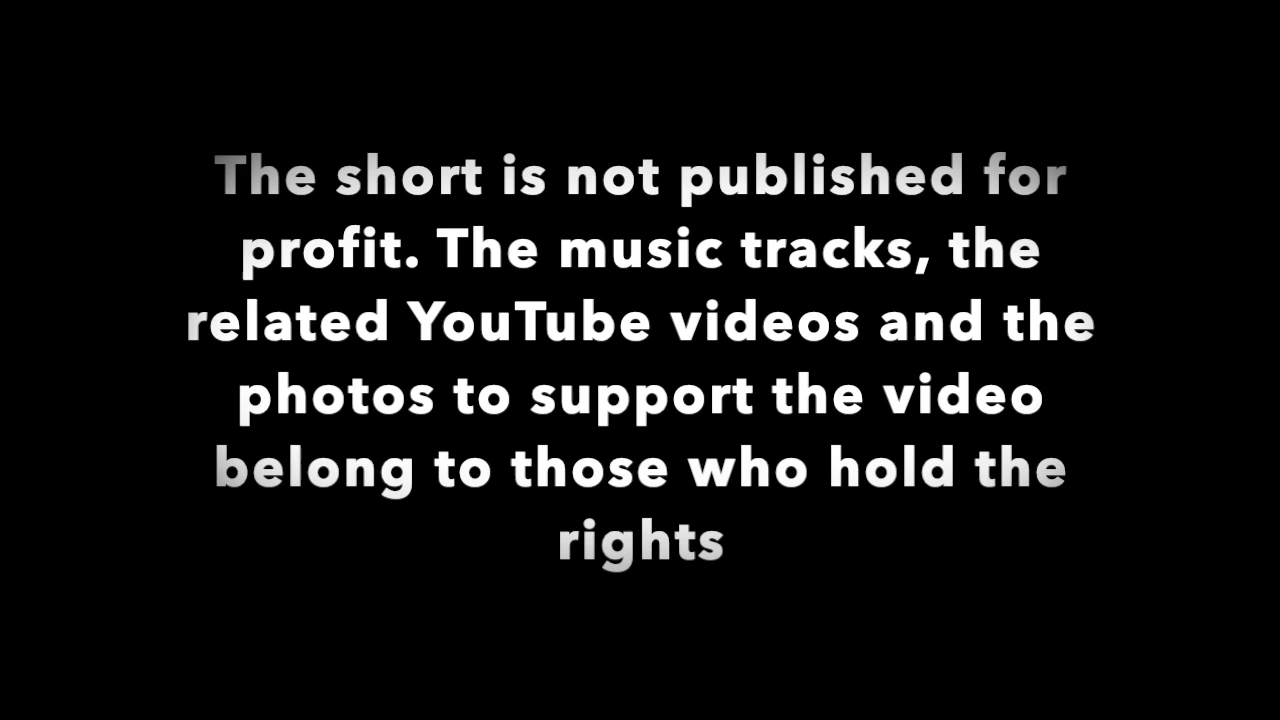 The short is not published for
profit. The music tracks, the
related YouTube videos and the
photos to support the video
belong to those who hold the
rights